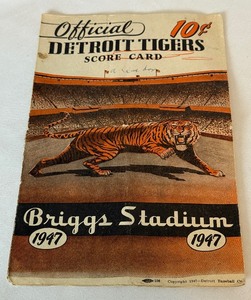 Official 10¢
DETROIT TIGERS
SCORE CARD
Briggs Stadium
1947 1947
Copyright 1947 Detroit Baseball Co.